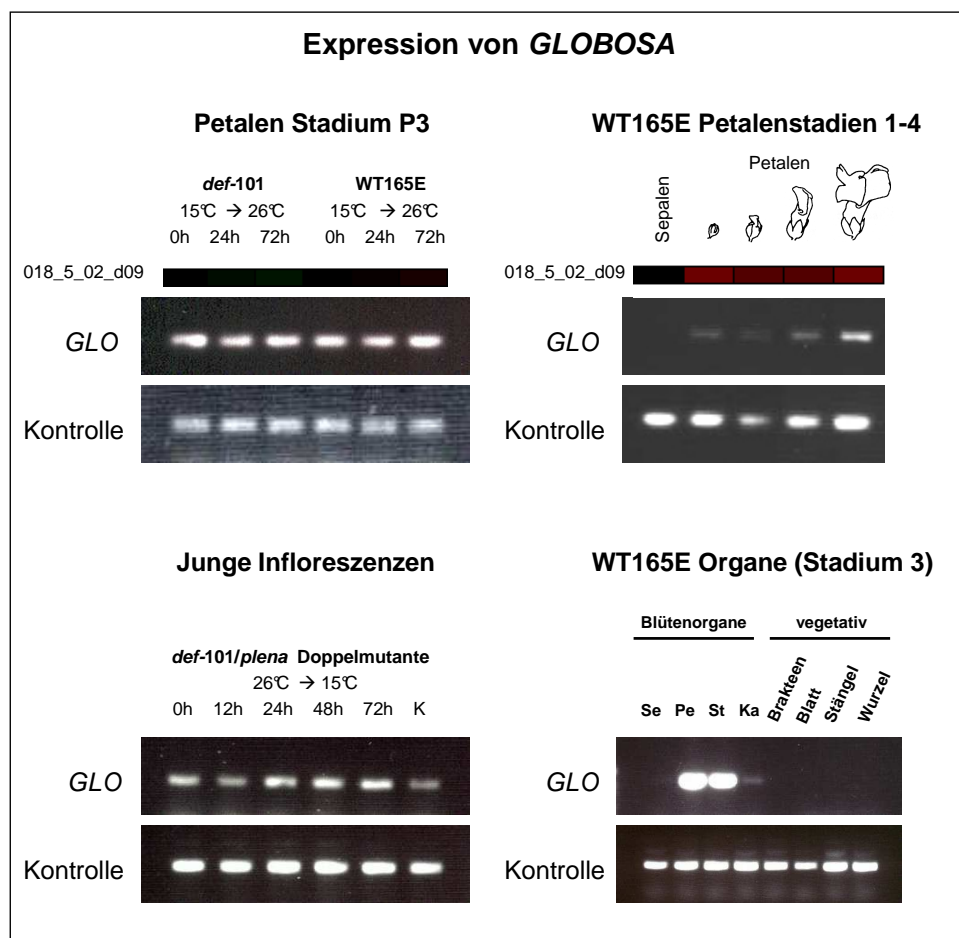 Expression von GLOBOSA
Petalen Stadium P3
def-101 WT165E
15°C → 26°C 15°C → 26°C
0h 24h 72h 0h 24h 72h
018_5_02_d09
GLO
Kontrolle
WT165E Petalenstadien 1-4
Petalen
Sepalen
018_5_02_d09
GLO
Kontrolle
Junge Infloreszenzen
def-101/plena Doppelmutante
26°C → 15°C
0h 12h 24h 48h 72h K
GLO
Kontrolle
WT165E Organe (Stadium 3)
Blütenorgane vegetativ
Se Pe St Ka Brakteen Blatt Stängel Wurzel
GLO
Kontrolle